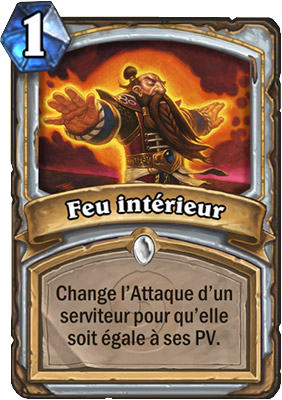 1
Feu intérieur
Change l'Attaque d'un
serviteur pour qu'elle
soit égale à ses PV.